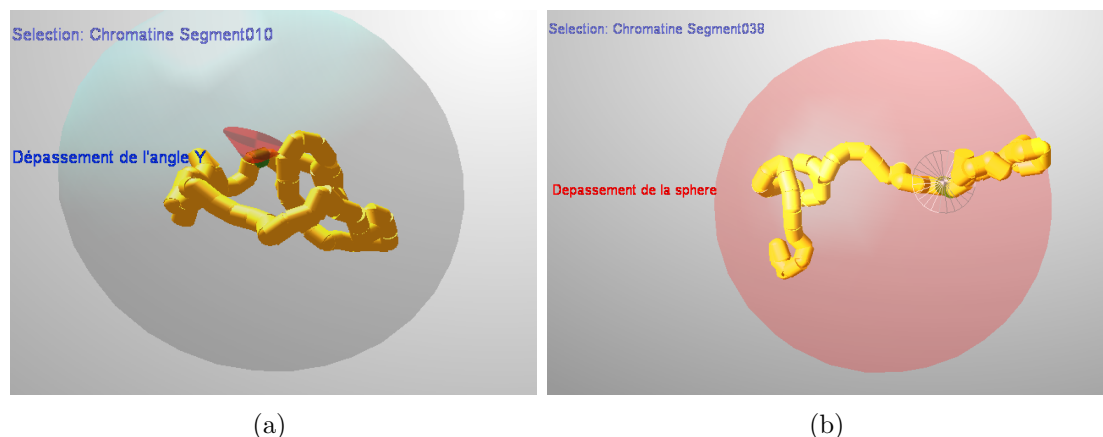 Selection: Chromatine Segment010
Dépassement de l'angle Y
Selection: Chromatine Segment038
Depassement de la sphere
(a)
(b)